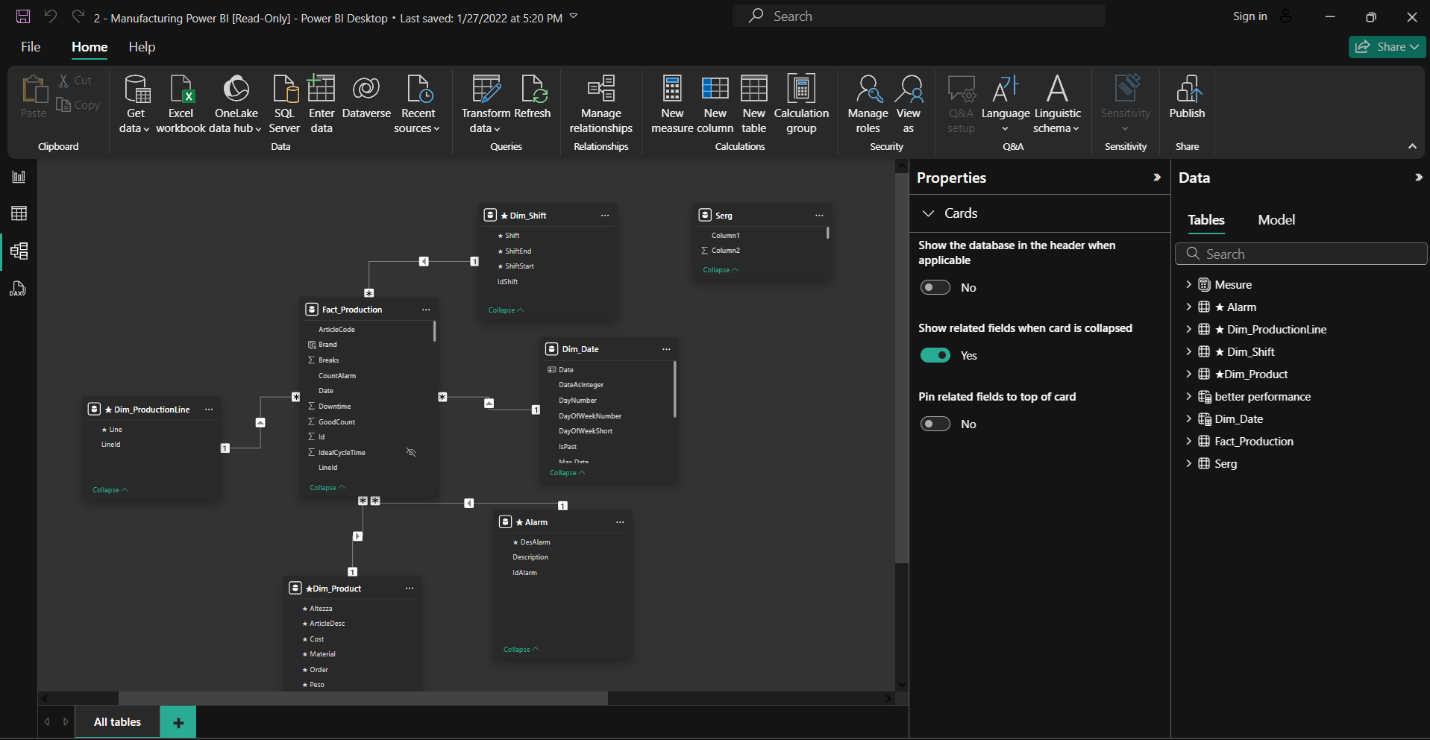 2 - Manufacturing Power BI [Read-Only] - Power BI Desktop • Last saved: 1/27/2022 at 5:20 PM
Search
Sign in
File
Home
Help
Share
Paste
Cut
Copy
Clipboard
Get data
Excel workbook
OneLake data hub
SQL Server
Enter data
Dataverse
Recent sources
Data
Transform data
Refresh
Queries
Manage relationships
Relationships
New measure
New column
New table
Calculation group
Calculations
Manage roles
View as
Security
Q&A setup
Language
Linguistic schema
Q&A
Sensitivity
Sensitivity
Publish
Share
★ Dim_Shift
★ Shift
★ ShiftEnd
★ ShiftStart
IdShift
Collapse
Serg
Column1
∑ Column2
Collapse
1
*
Fact_Production
ArticleCode
Brand
∑ Breaks
CountAlarm
Date
∑ Downtime
∑ GoodCount
∑ Id
∑ IdealCycleTime
LineId
Collapse
Dim_Date
Date
DateAsInteger
DayNumber
DayOfWeekNumber
DayOfWeekShort
IsPast
Max Date
Collapse
*
1
★ Dim_ProductionLine
★ Line
LineId
Collapse
*
1
* *
1
★ Alarm
★ DesAlarm
Description
IdAlarm
Collapse
1
★Dim_Product
★ Altezza
★ ArticleDesc
★ Cost
★ Material
★ Order
★ Peso
All tables
+
Properties
Cards
Show the database in the header when
applicable
No
Show related fields when card is collapsed
Yes
Pin related fields to top of card
No
Data
Tables
Model
Search
Mesure
★ Alarm
★ Dim_ProductionLine
★ Dim_Shift
★Dim_Product
better performance
Dim_Date
Fact_Production
Serg